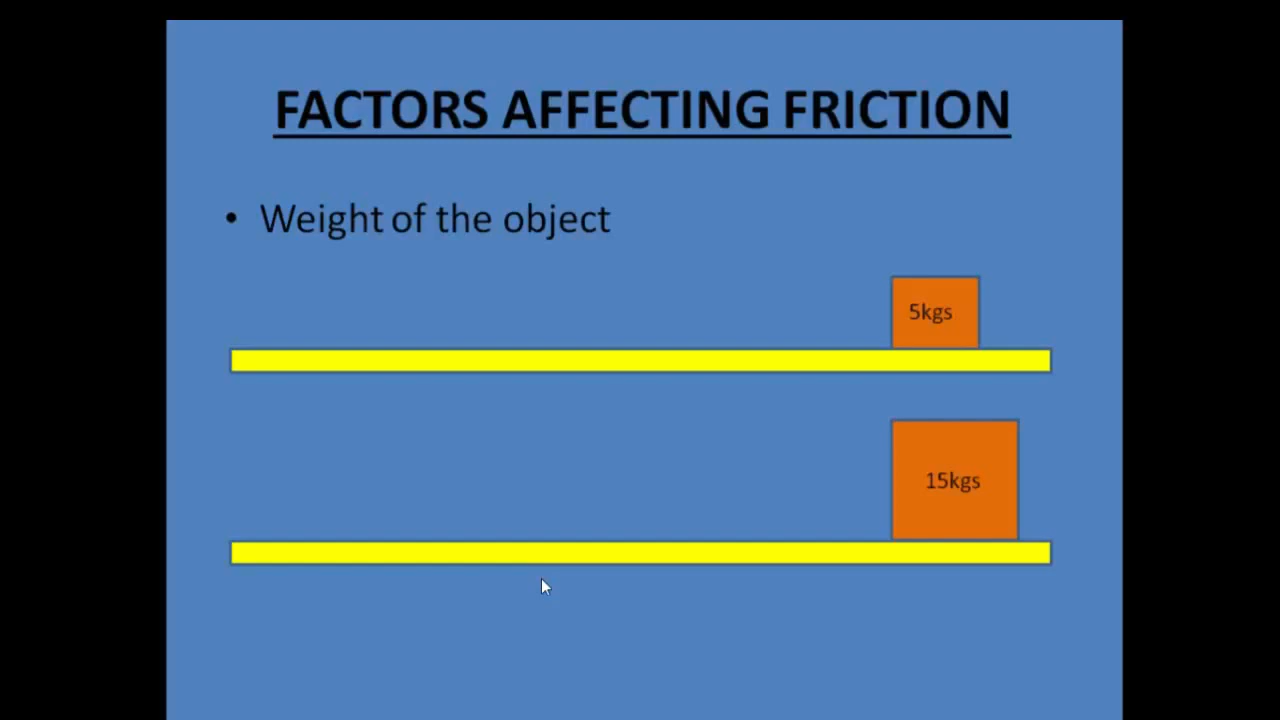 FACTORS AFFECTING FRICTION
• Weight of the object
5kgs
15kgs